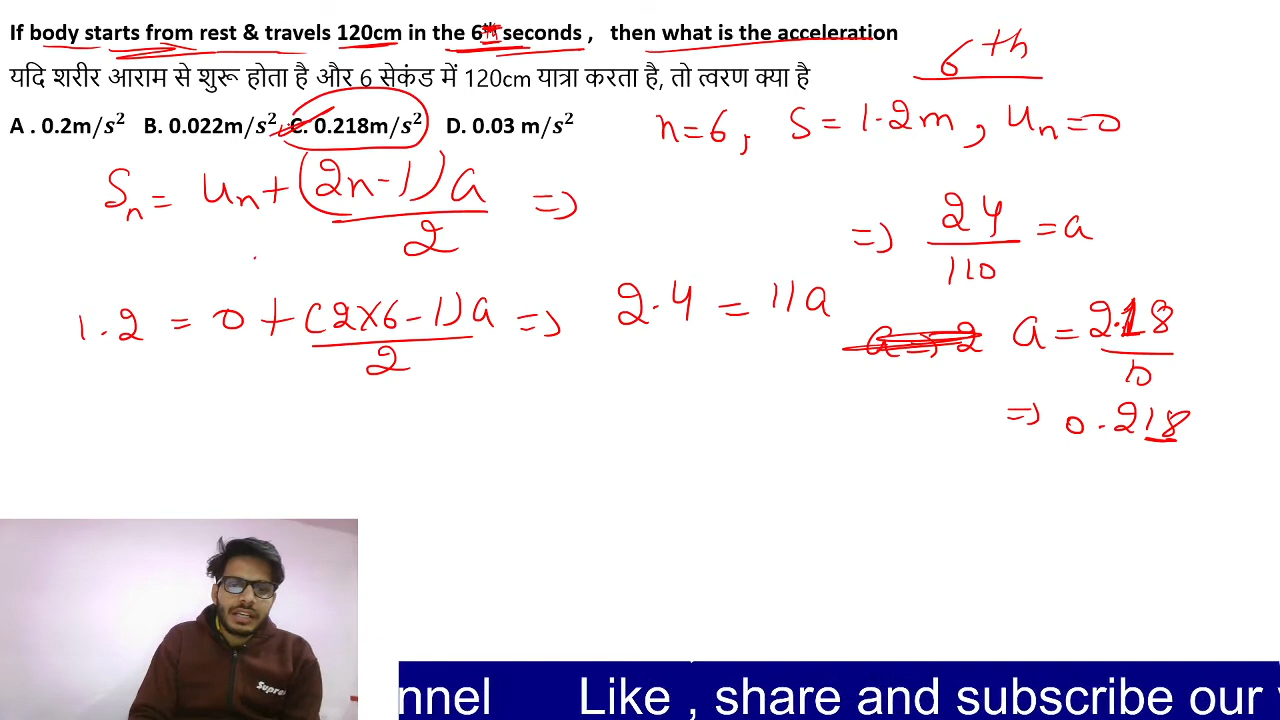 If body starts from rest & travels 120cm in the 6th seconds , then what is the acceleration
यदि शरीर आराम से शुरू होता है और 6 सेकंड में 120cm यात्रा करता है, तो त्वरण क्या है
A . 0.2m/s² B. 0.022m/s², C. 0.218m/s² D. 0.03 m/s²
6th
n=6, S=1.2m, un=0
Sn = un + (2n-1)a/2 =>
1.2 = 0 + (2x6-1)a/2 =>
2.4 = 11a
=> 24/110 = a
a = 2.18/10
=> 0.218
Supre
nnel Like , share and subscribe our